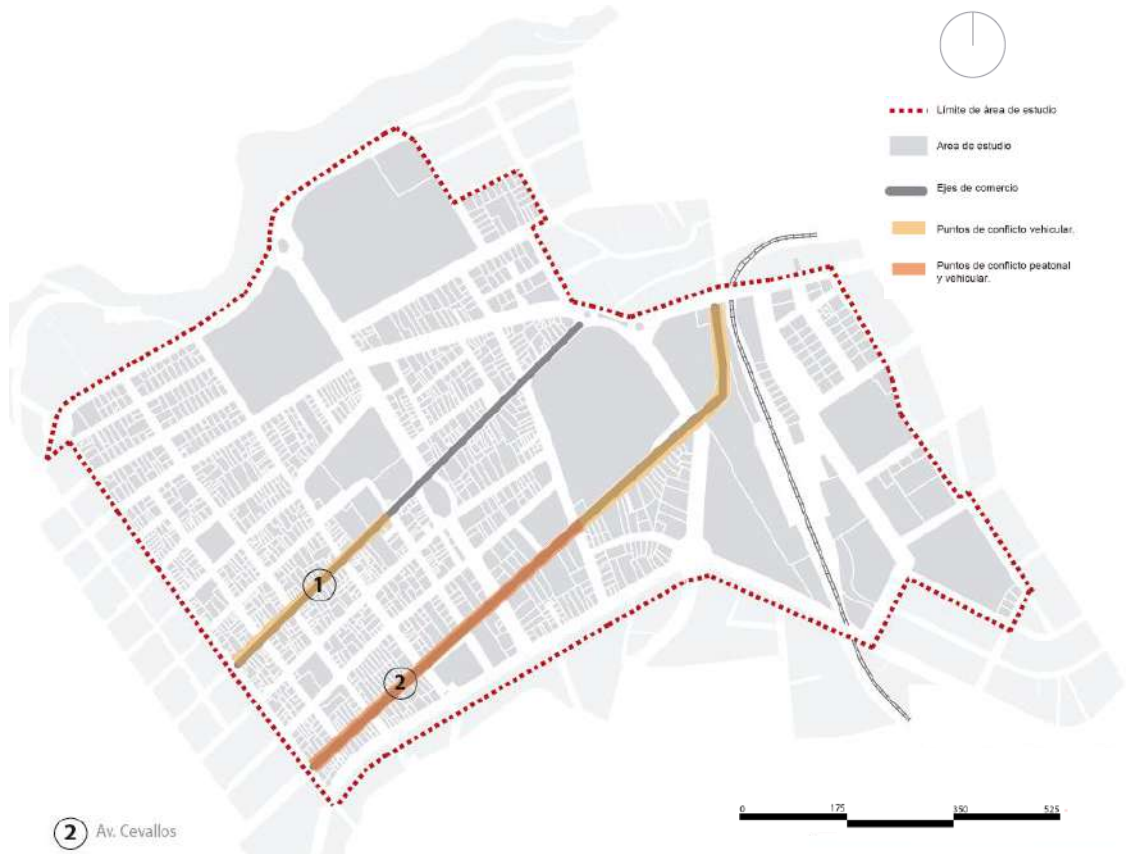 Límite de área de estudio
Area de estudio
Ejes de comercio
Puntos de conflicto vehicular.
Puntos de conflicto peatonal
y vehicular.
1
2
0 175 350 525
2 Av. Cevallos